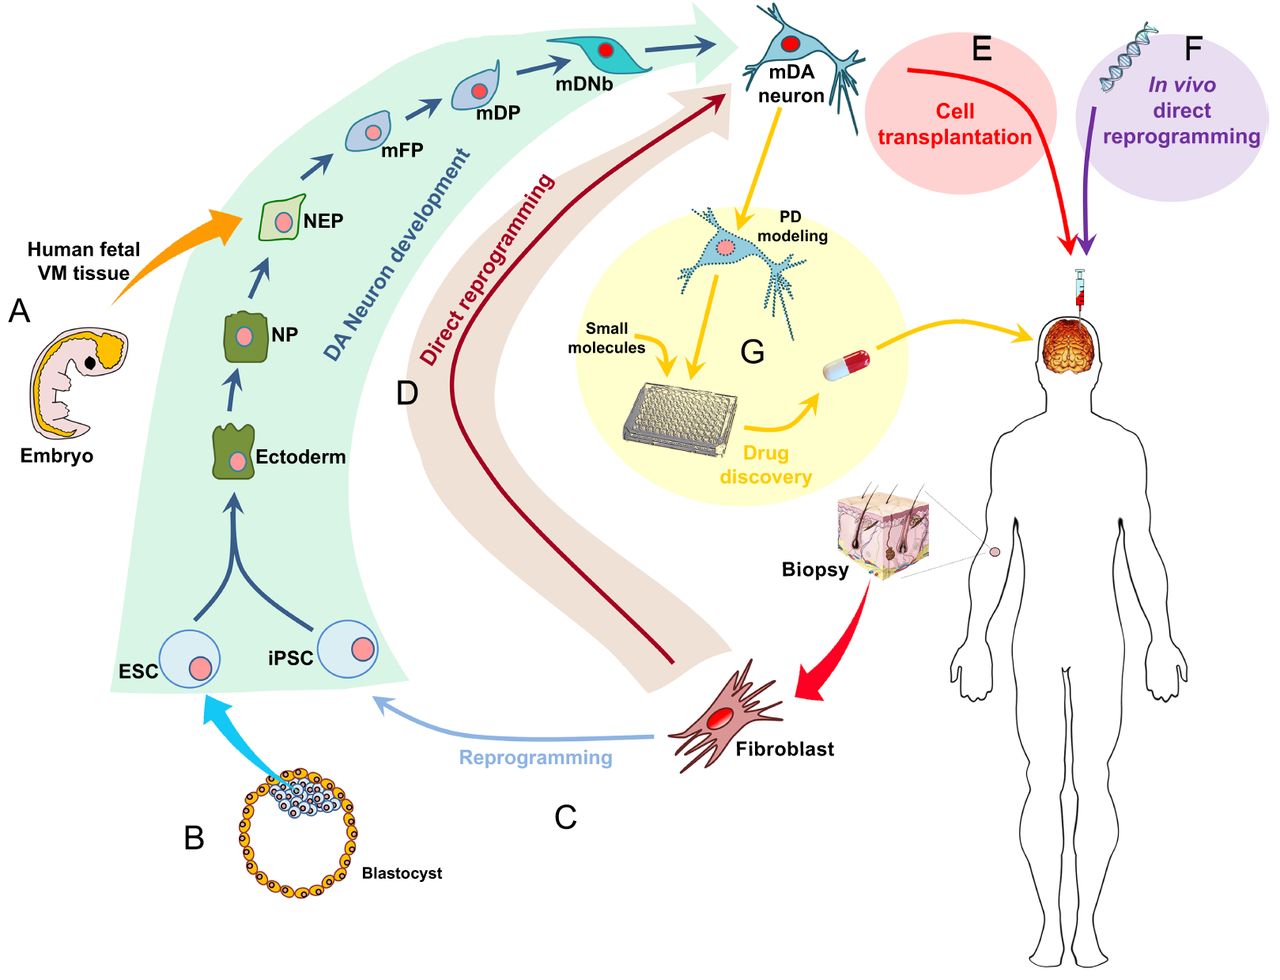 mDA
neuron
E
Cell
transplantation
F
In vivo
direct
reprogramming
mDNb
mDP
mFP
NEP
NP
Ectoderm
DA Neuron development
Direct reprogramming
D
Human fetal
VM tissue
A
Embryo
PD
modeling
Small
molecules
G
Drug
discovery
Biopsy
ESC
iPSC
Reprogramming
Fibroblast
C
B
Blastocyst